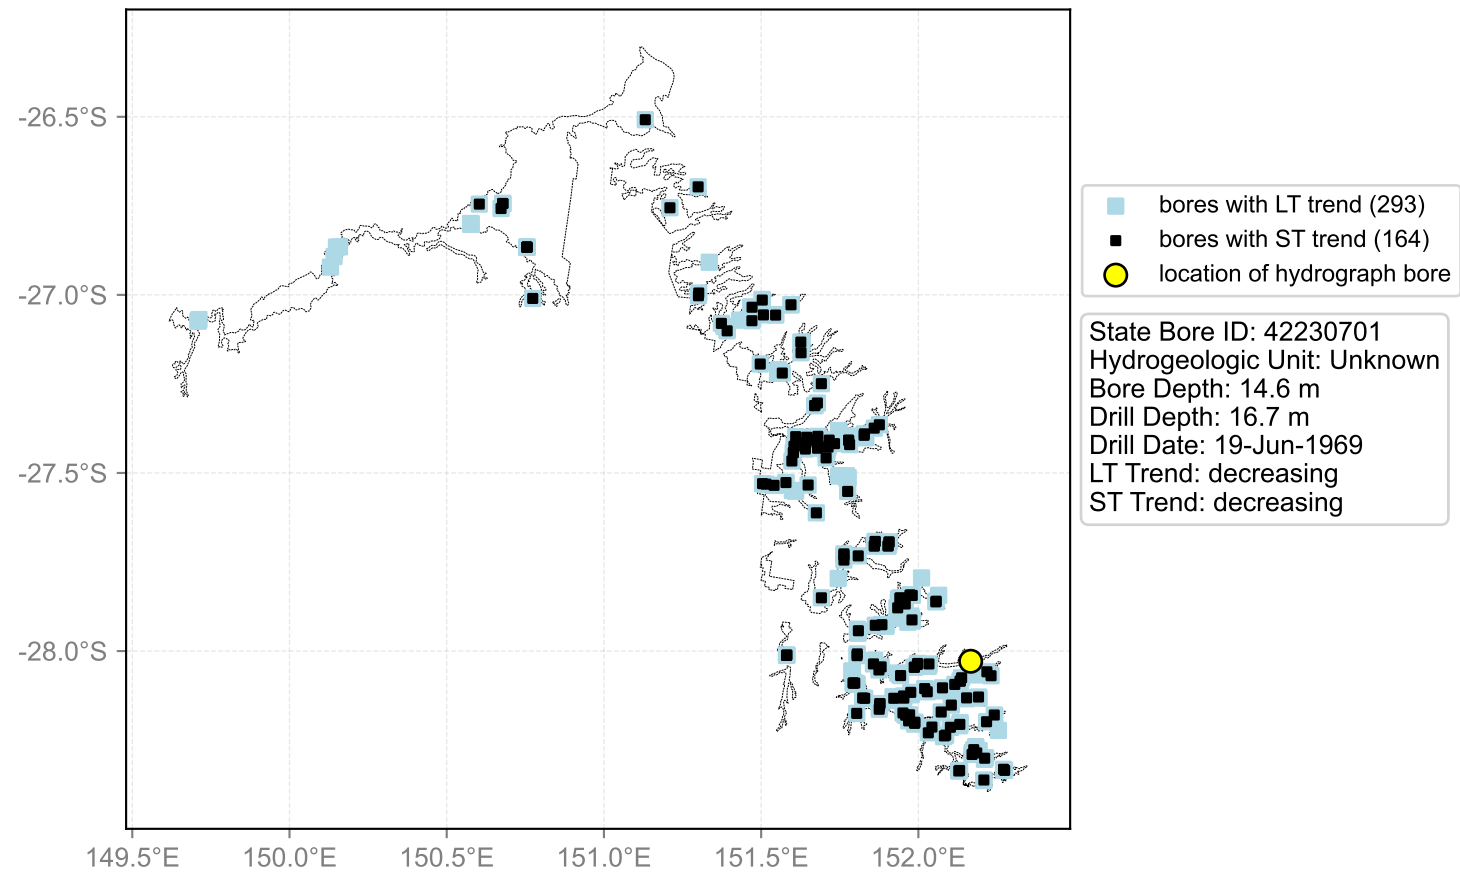 -26.5°S
-27.0°S
-27.5°S
-28.0°S
149.5°E 150.0°E 150.5°E 151.0°E 151.5°E 152.0°E
bores with LT trend (293)
bores with ST trend (164)
location of hydrograph bore
State Bore ID: 42230701
Hydrogeologic Unit: Unknown
Bore Depth: 14.6 m
Drill Depth: 16.7 m
Drill Date: 19-Jun-1969
LT Trend: decreasing
ST Trend: decreasing